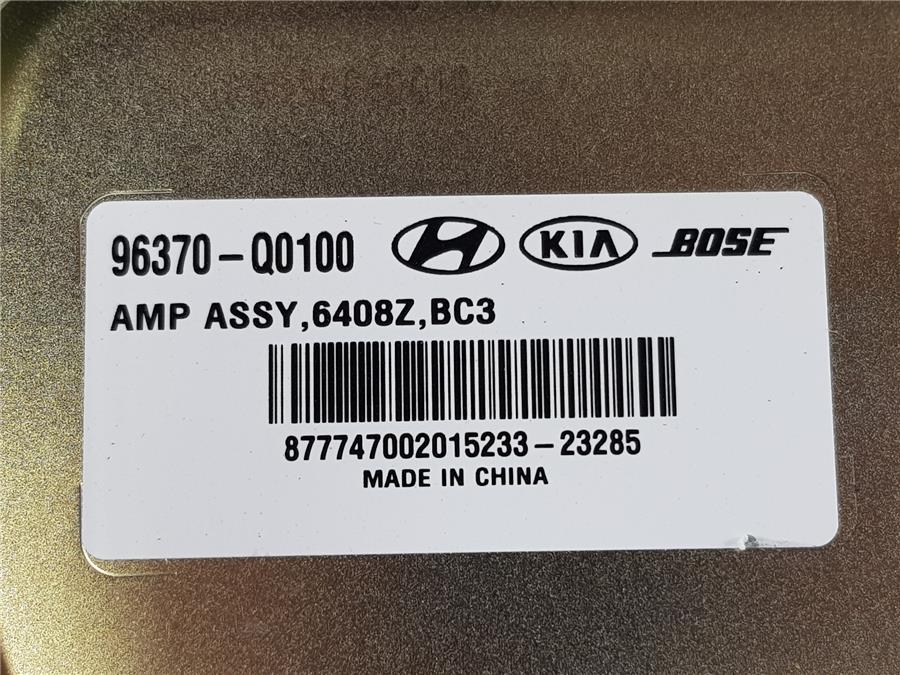 96370-Q0100 KIA BOSE
AMP ASSY,6408Z,BC3
877747002015233-23285
MADE IN CHINA